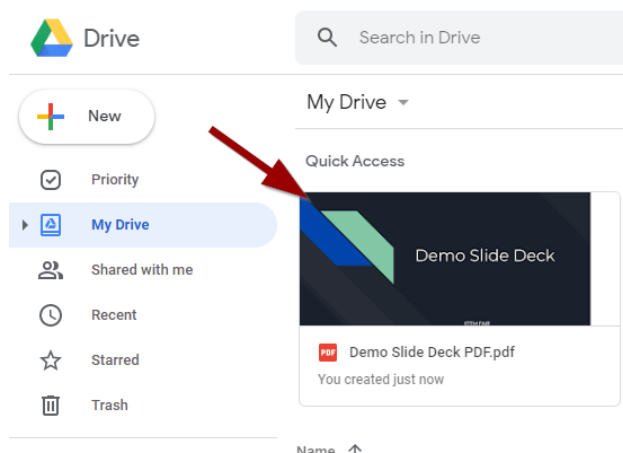 Drive
Search in Drive
New
My Drive
Quick Access
Priority
My Drive
Shared with me
Recent
Starred
Trash
Demo Slide Deck
PDF
Demo Slide Deck PDF.pdf
You created just now
Name